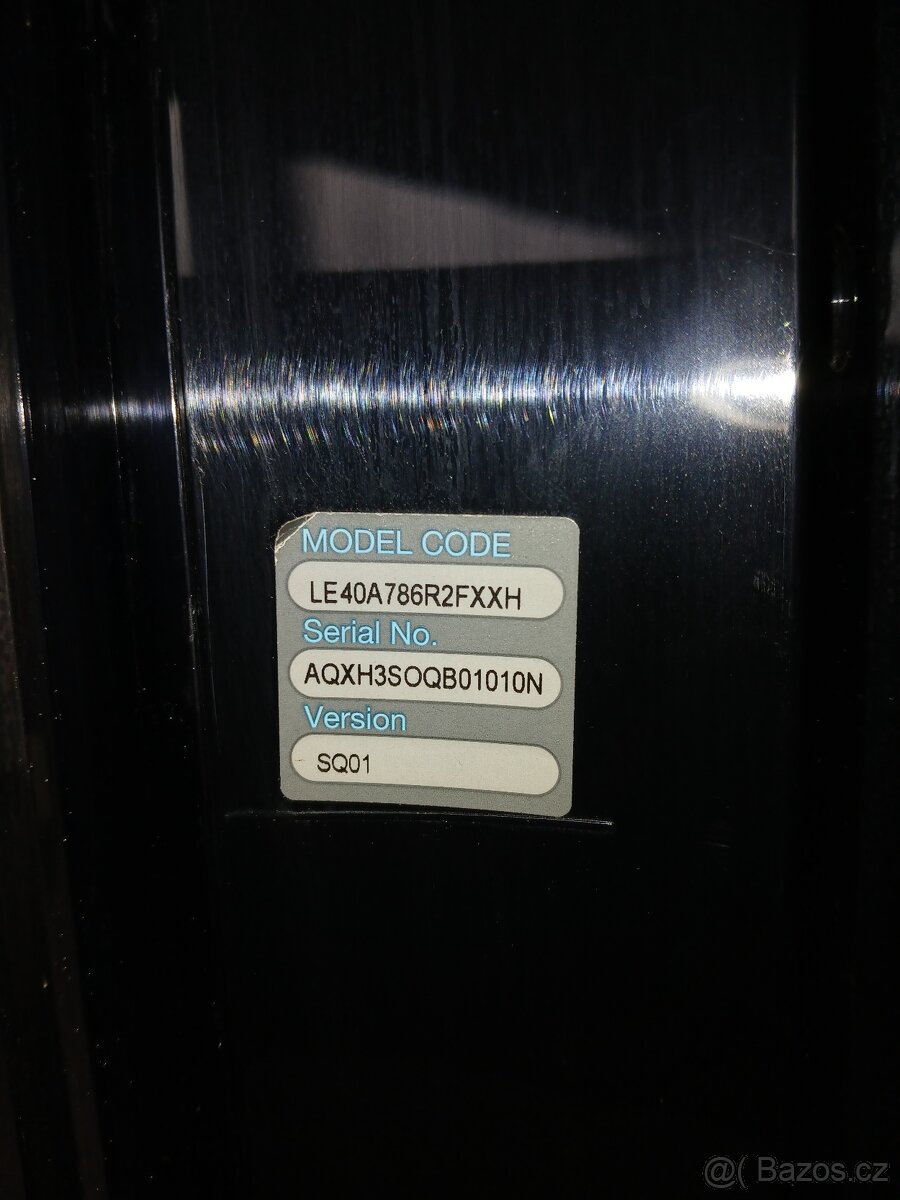 MODEL CODE
LE40A786R2FXXH
Serial No.
AQXH3SOQB01010N
Version
SQ01
@( Bazos.cz